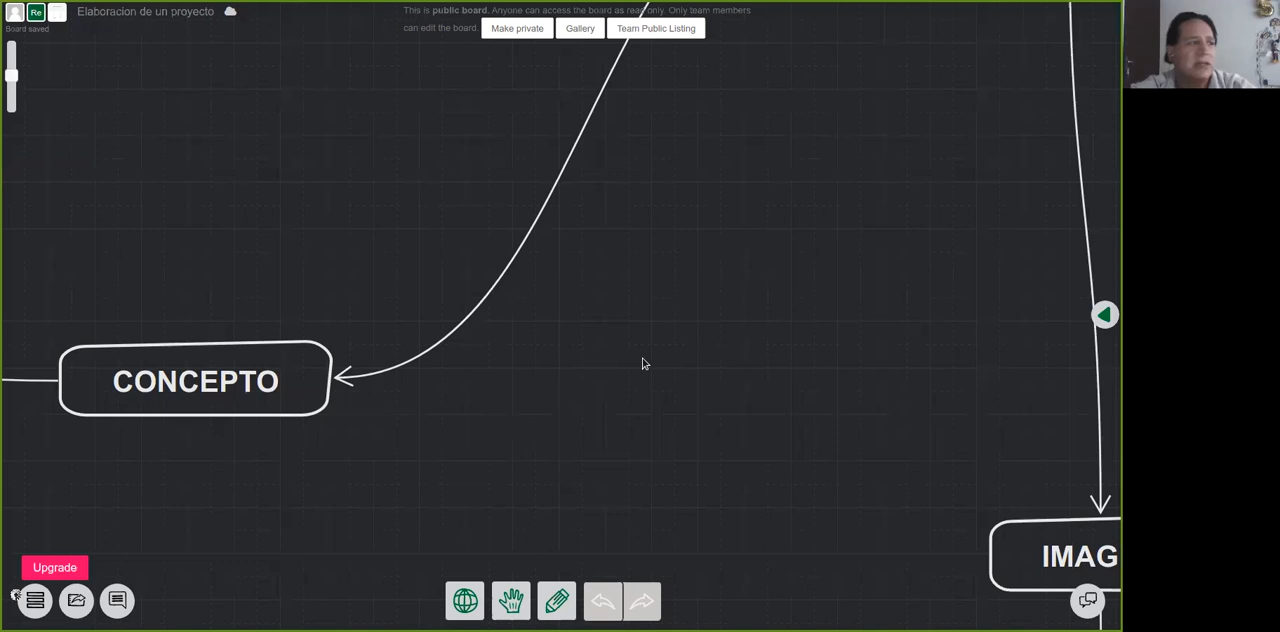 Re
Elaboracion de un proyecto
Board saved
This is public board. Anyone can access the board as read only. Only team members
can edit the board.
Make private
Gallery
Team Public Listing
CONCEPTO
IMAG
Upgrade